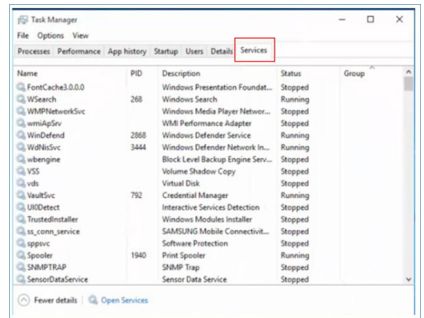 Task Manager
File Options View
Processes Performance App history Startup Users Details Services
Name PID Description Status Group
FontCache3.0.0.0 Windows Presentation Foundat... Stopped
WSearch 268 Windows Search Running
WMPNetworkSvc Windows Media Player Networ... Stopped
wmiApSrv WMI Performance Adapter Stopped
WinDefend 2868 Windows Defender Service Running
WdNisSvc 3444 Windows Defender Network In... Running
wbengine Block Level Backup Engine Serv... Stopped
VSS Volume Shadow Copy Stopped
vds Virtual Disk Stopped
VaultSvc 792 Credential Manager Running
UI0Detect Interactive Services Detection Stopped
TrustedInstaller Windows Modules Installer Stopped
ss_conn_service SAMSUNG Mobile Connectivit... Stopped
sppsvc Software Protection Stopped
Spooler 1940 Print Spooler Running
SNMPTRAP SNMP Trap Stopped
SensorDataService Sensor Data Service Stopped
Fewer details Open Services